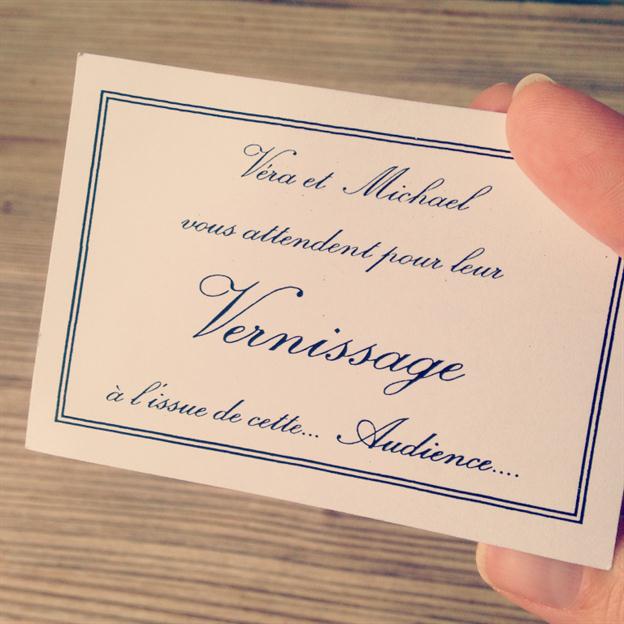 Véra et Michael
vous attendent pour leur
Vernissage
à l'issue de cette... Audience....